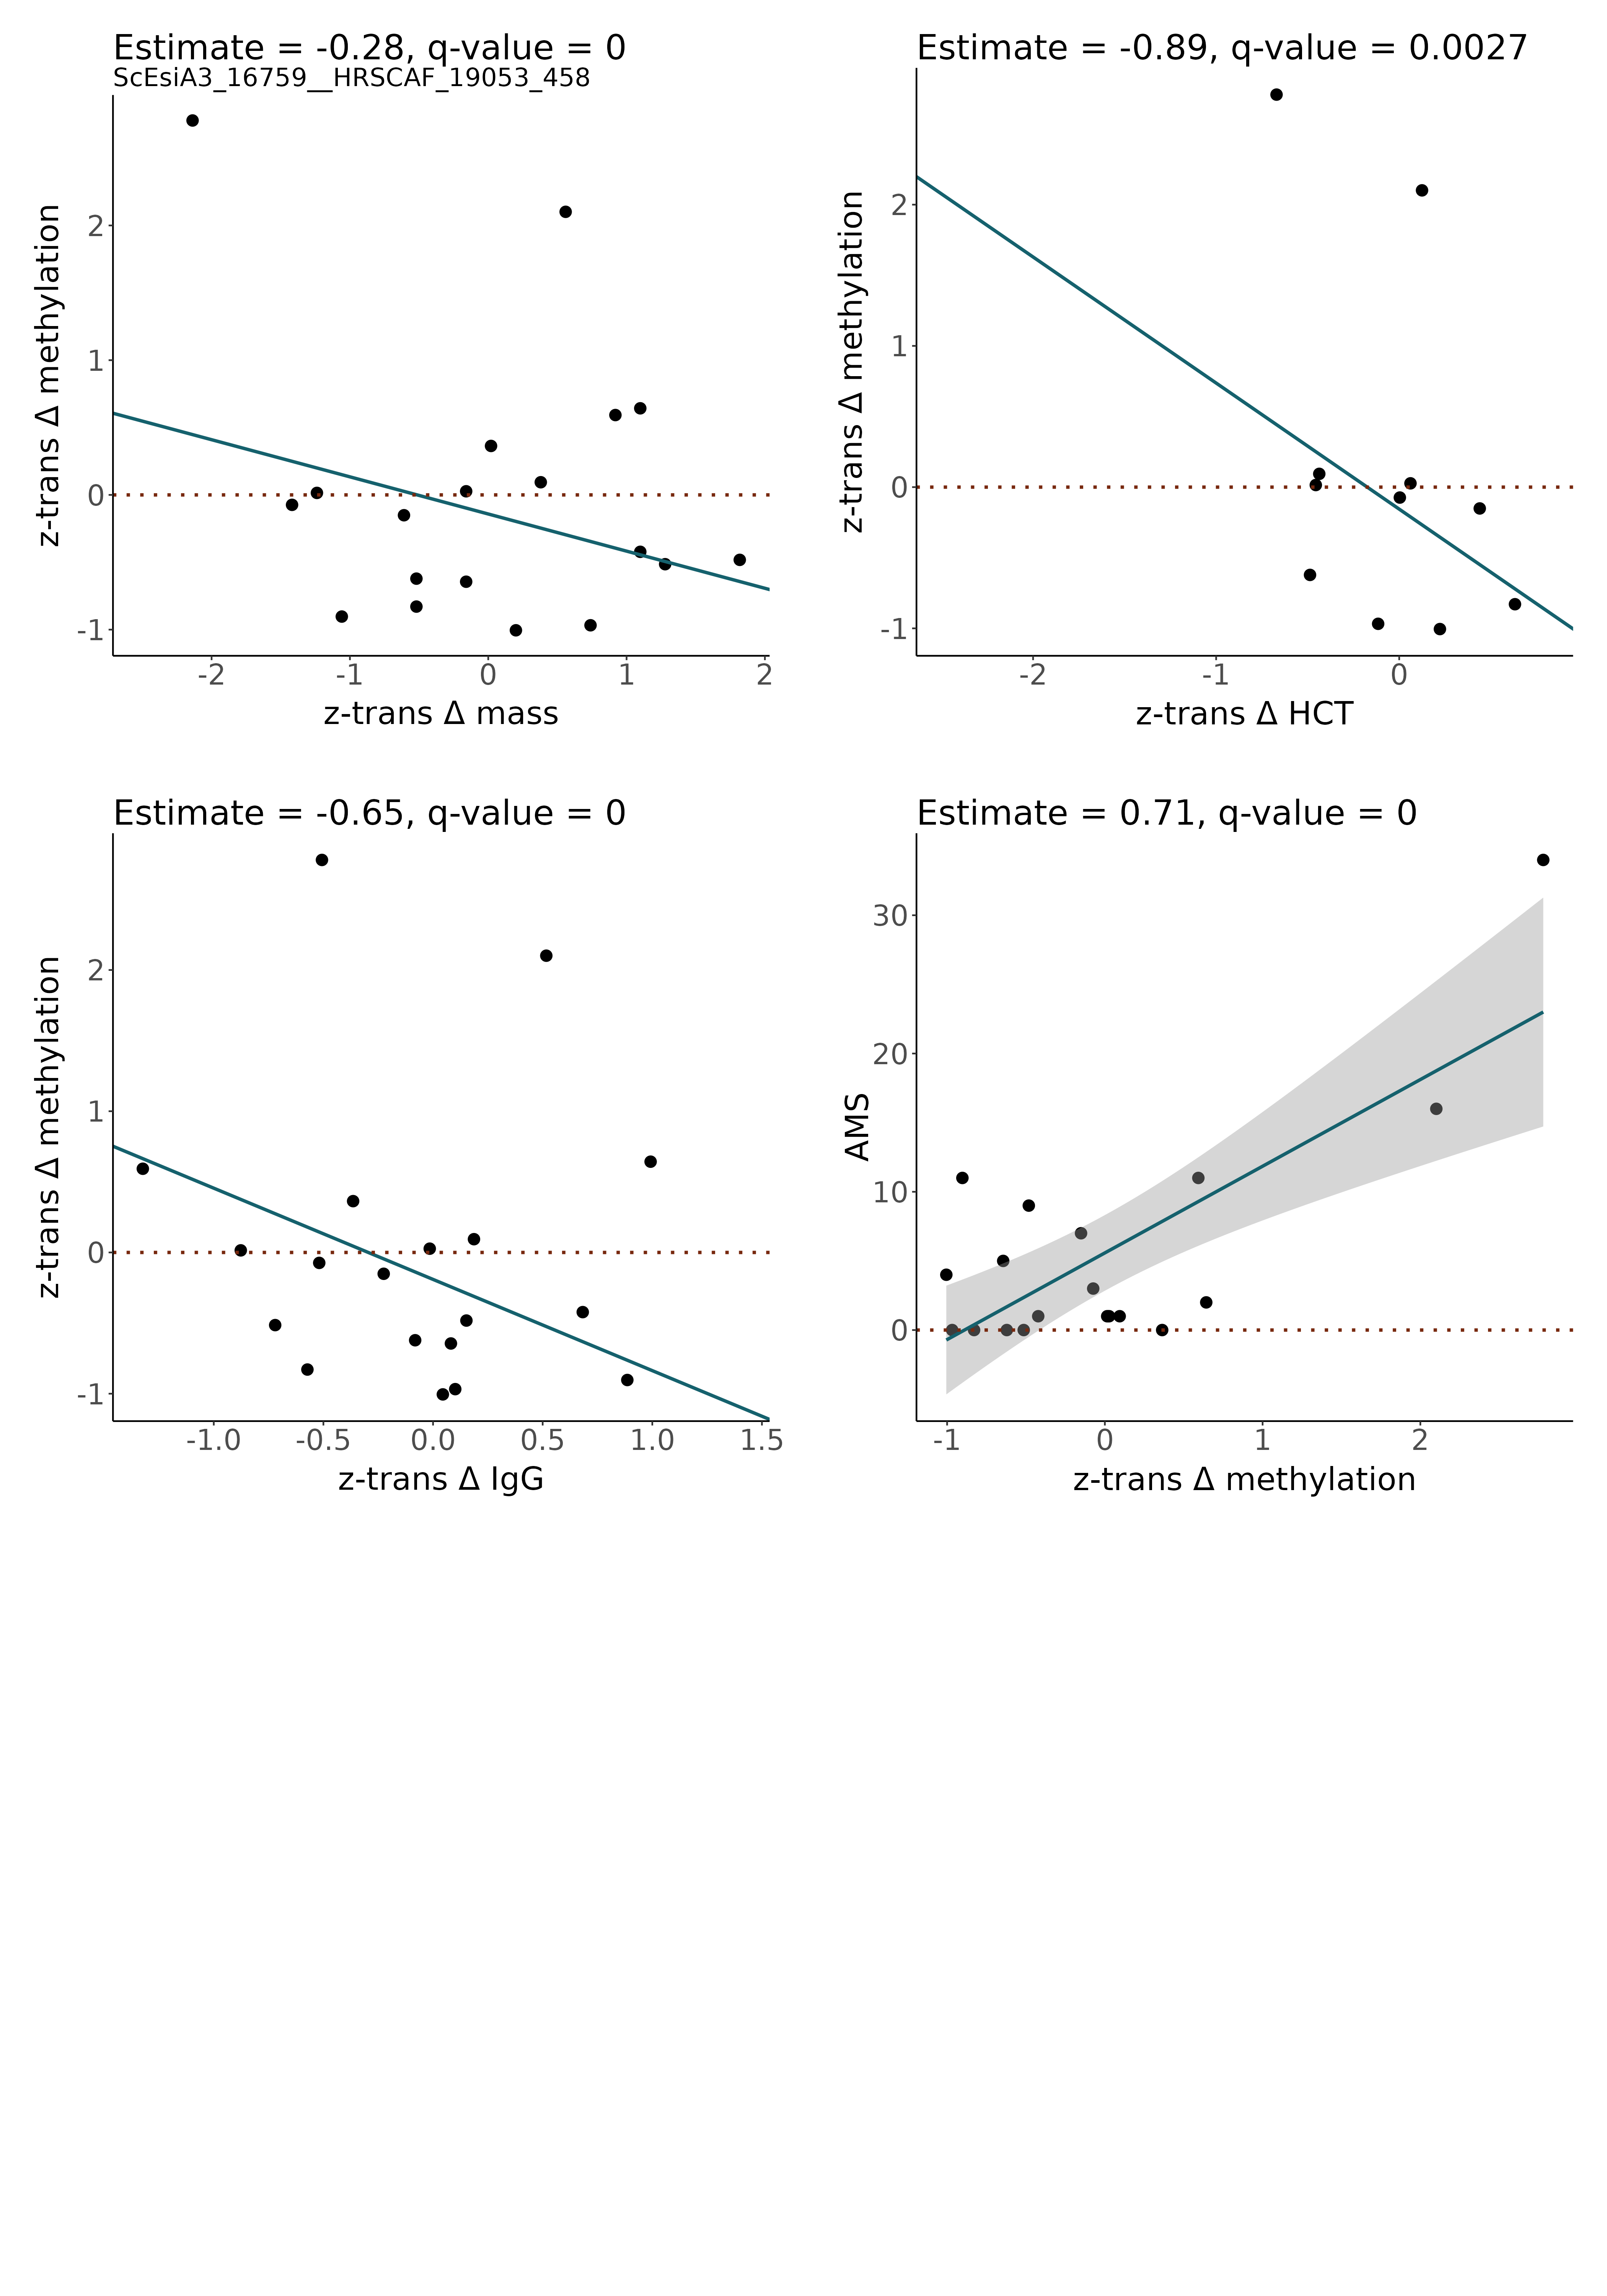 Estimate = -0.28, q-value = 0
ScEsiA3_16759__HRSCAF_19053_458
z-trans Δ methylation
2
1
0
-1
-2
-1
0
1
2
z-trans Δ mass
Estimate = -0.89, q-value = 0.0027
z-trans Δ methylation
2
1
0
-1
-2
-1
0
z-trans Δ HCT
Estimate = -0.65, q-value = 0
z-trans Δ methylation
2
1
0
-1
-1.0
-0.5
0.0
0.5
1.0
1.5
z-trans Δ IgG
Estimate = 0.71, q-value = 0
AMS
30
20
10
0
-1
0
1
2
z-trans Δ methylation